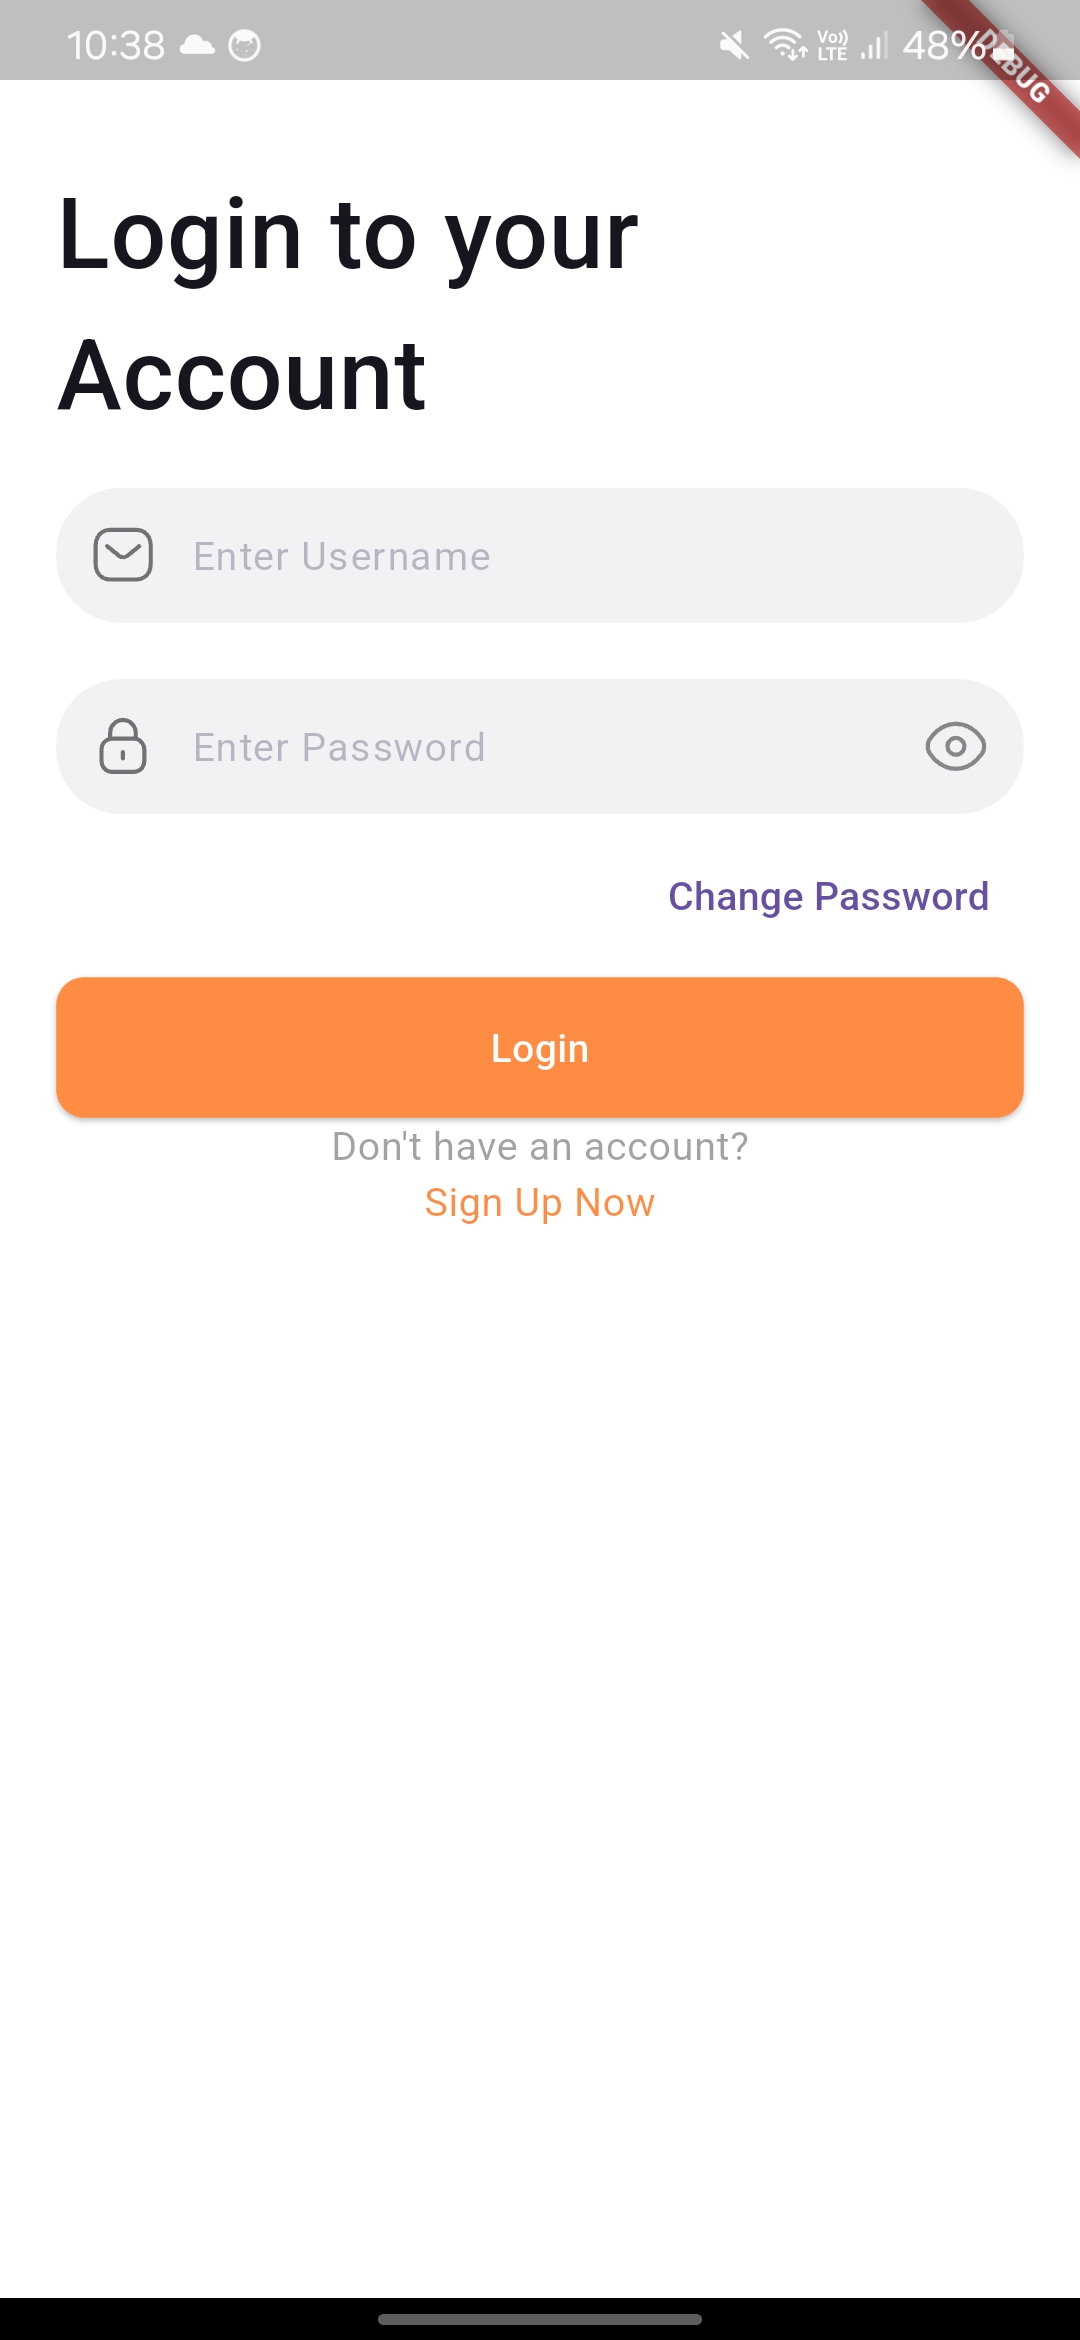 10:38 Vo)) LTE 48%
DEBUG
Login to your
Account
Enter Username
Enter Password
Change Password
Login
Don't have an account?
Sign Up Now